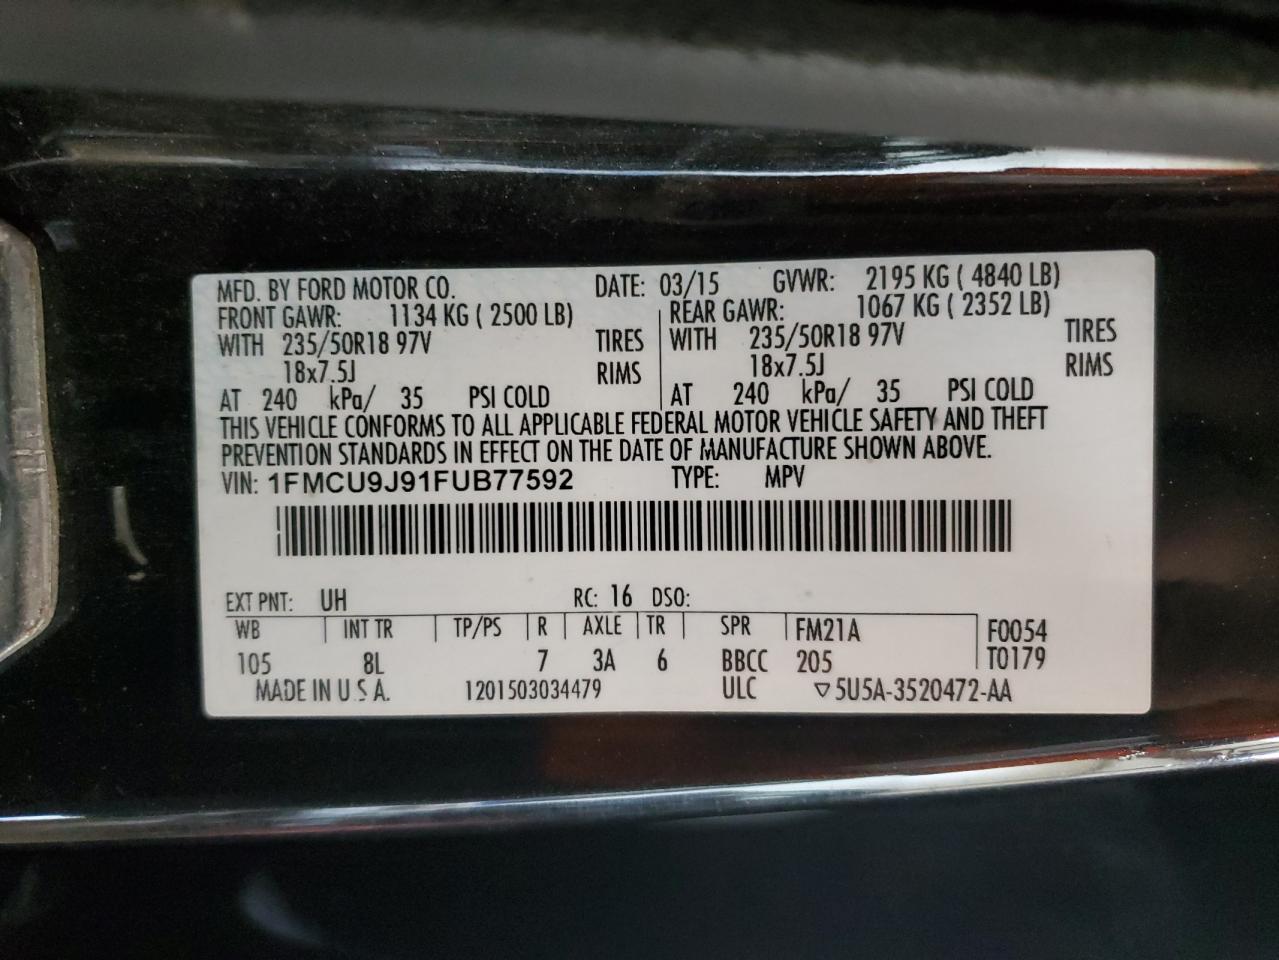 MFD. BY FORD MOTOR CO. DATE: 03/15 GVWR: 2195 KG ( 4840 LB)
FRONT GAWR: 1134 KG ( 2500 LB) REAR GAWR: 1067 KG ( 2352 LB)
WITH 235/50R18 97V TIRES WITH 235/50R18 97V TIRES
18x7.5J RIMS 18x7.5J RIMS
AT 240 kPa/ 35 PSI COLD AT 240 kPa/ 35 PSI COLD
THIS VEHICLE CONFORMS TO ALL APPLICABLE FEDERAL MOTOR VEHICLE SAFETY AND THEFT
PREVENTION STANDARDS IN EFFECT ON THE DATE OF MANUFACTURE SHOWN ABOVE.
VIN: 1FMCU9J91FUB77592 TYPE: MPV
EXT PNT: UH RC: 16 DSO:
WB INT TR TP/PS R AXLE TR SPR FM21A F0054
105 8L 7 3A 6 BBCC 205 T0179
MADE IN U.S.A. 1201503034479 ULC ▽5U5A-3520472-AA